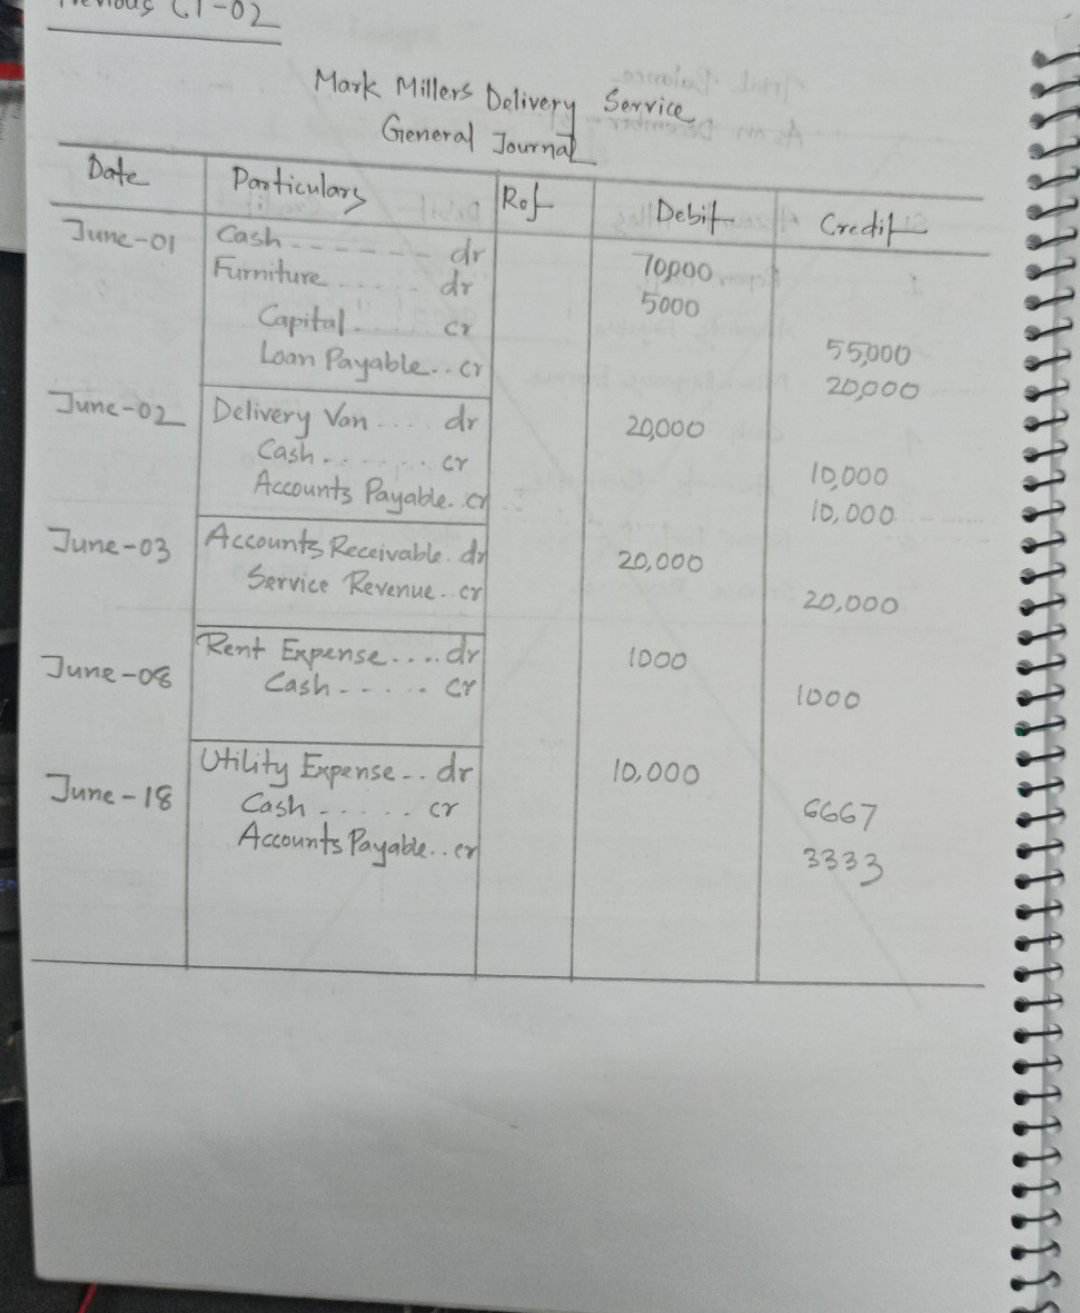 Previous CT-02
Mark Millers Delivery Service
General Journal
Date Particulars Ref Debit Credit
June-01 Cash ------ dr 70,000
Furniture ...... dr 5000
Capital. cr 55,000
Loan Payable.. cr 20,000
June-02 Delivery Van .... dr 20,000
Cash ....... cr 10,000
Accounts Payable. cr 10,000
June-03 Accounts Receivable. dr 20,000
Service Revenue.. cr 20,000
June-08 Rent Expense.... dr 1000
Cash ----.. cr 1000
June-18 Utility Expense... dr 10,000
Cash ...... cr 6667
Accounts Payable... cr 3333